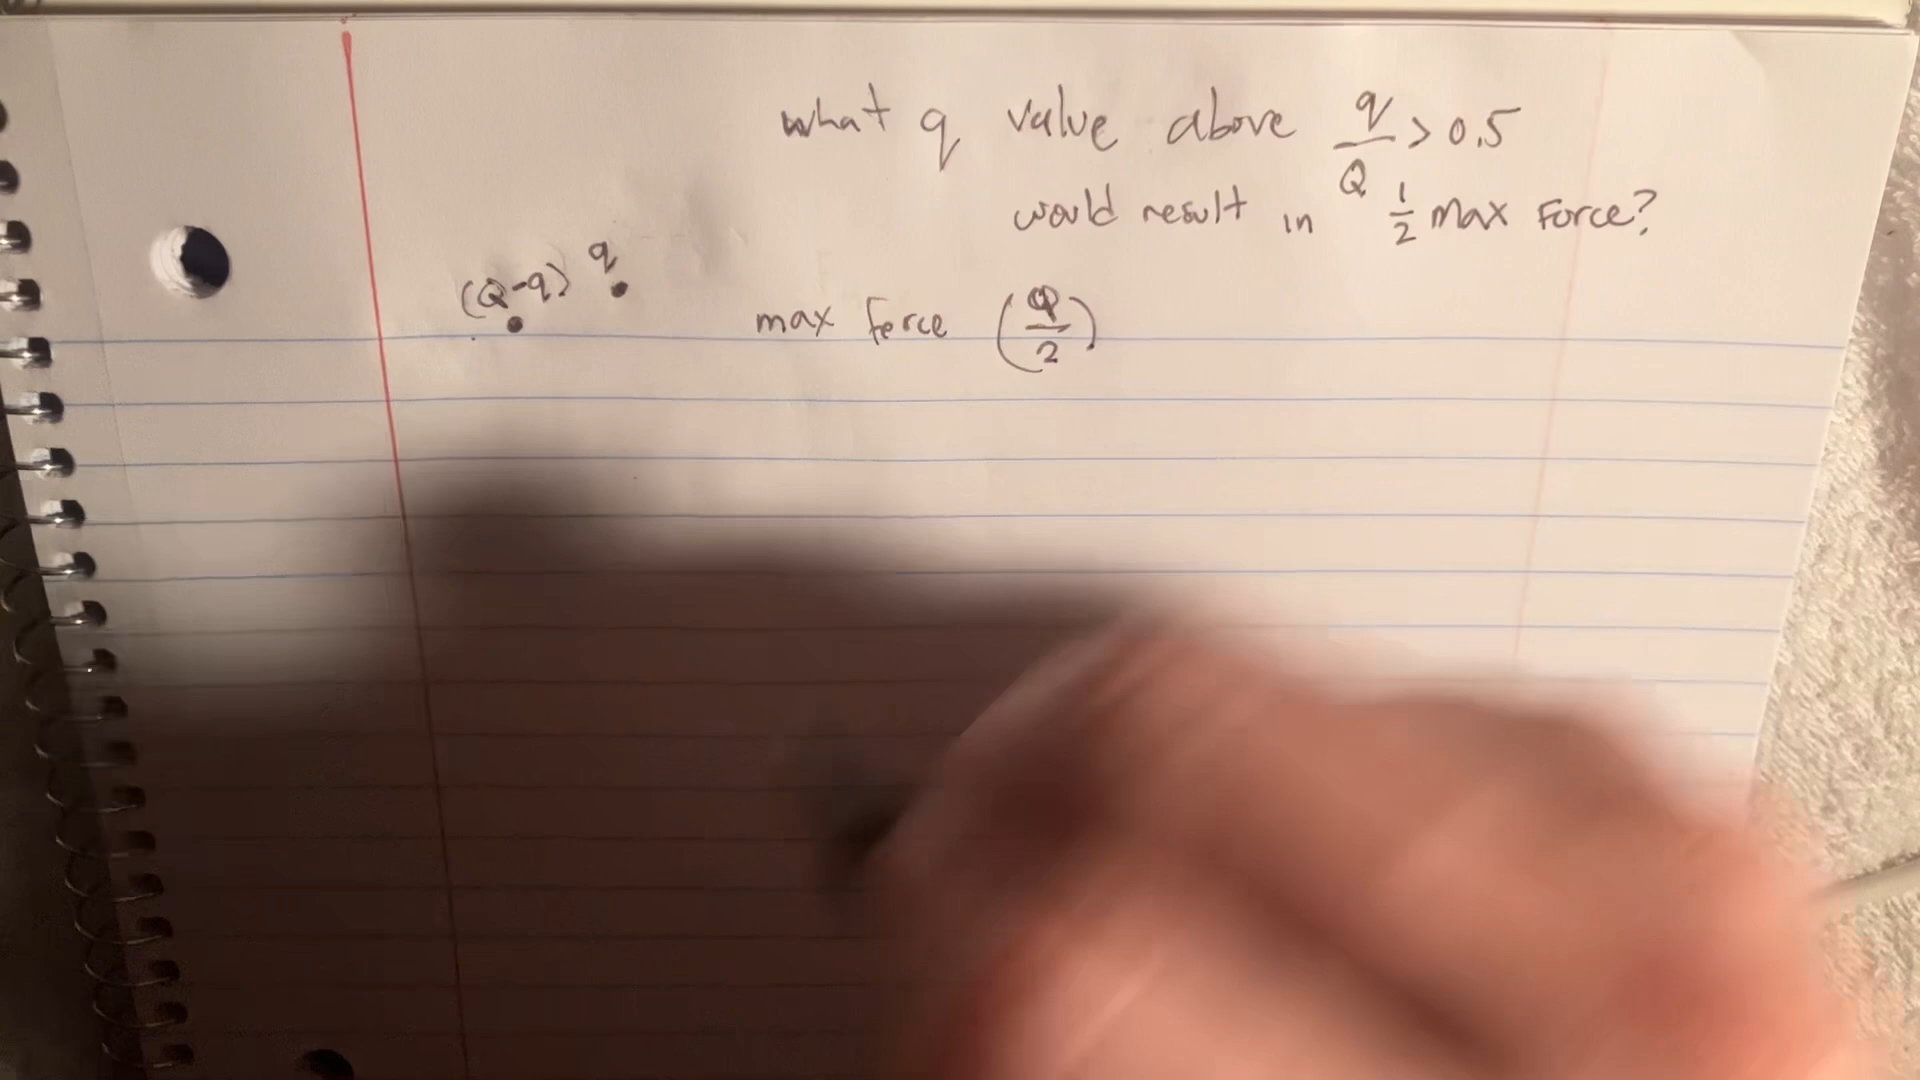 what q value above q/Q > 0.5
would result in 1/2 max force?
(Q-q) q
max force (Q/2)